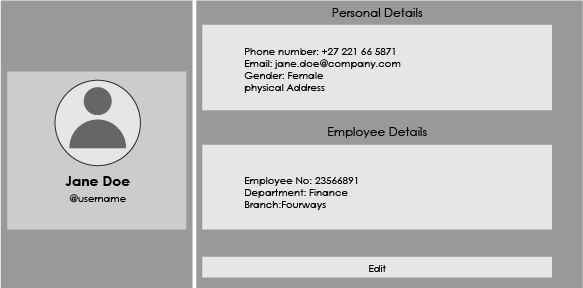 Jane Doe
@username
Personal Details
Phone number: +27 221 66 5871
Email: jane.doe@company.com
Gender: Female
physical Address
Employee Details
Employee No: 23566891
Department: Finance
Branch:Fourways
Edit